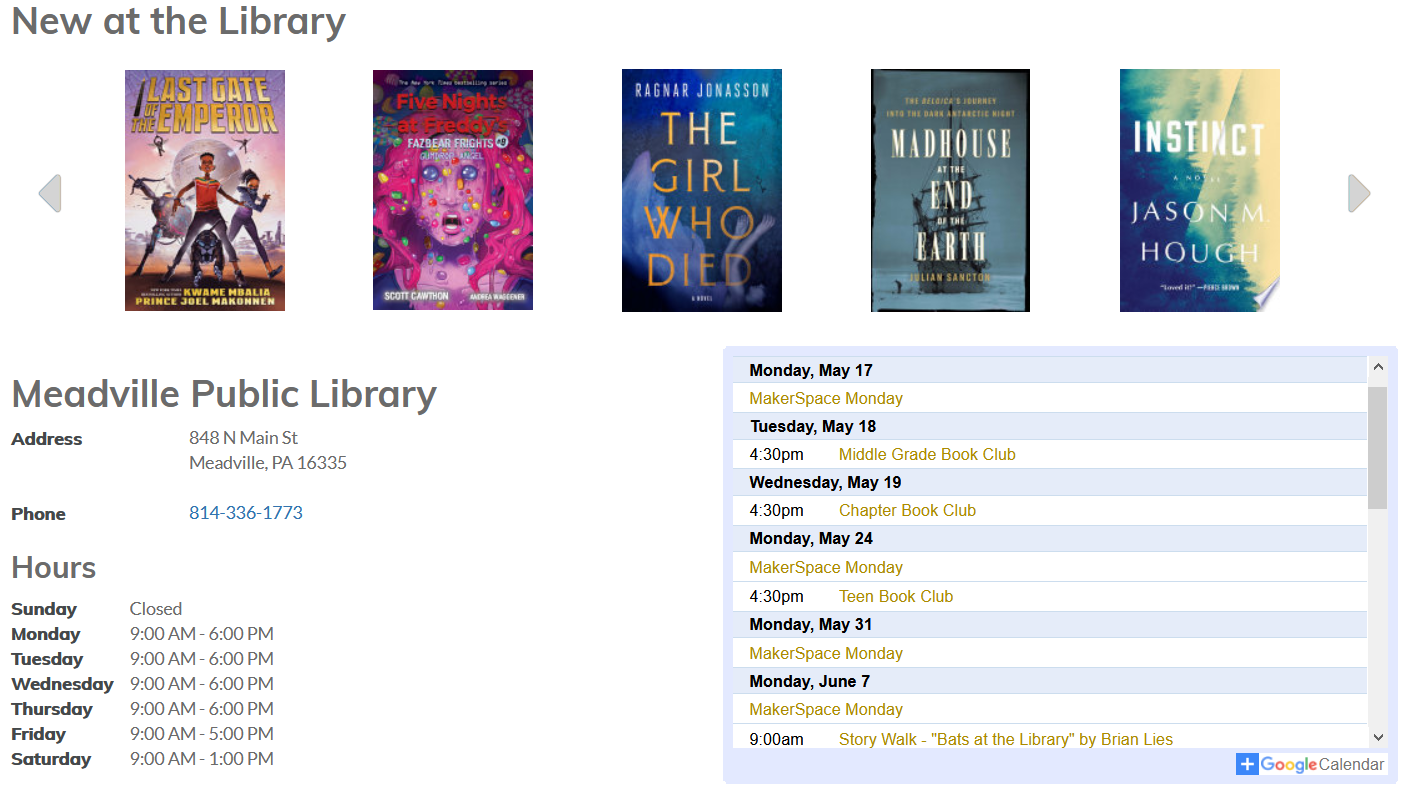 New at the Library
LAST GATE
OF
THE EMPEROR
KWAME MBALIA
PRINCE JOEL MAKONNEN
The New York Times bestselling series
Five Nights
at Freddy's
FAZBEAR FRIGHTS #9
GUMDROP ANGEL
SCOTT CAWTHON
ANDREA WAGGENER
RAGNAR JONASSON
THE
GIRL
WHO
DIED
A NOVEL
THE BELGICA'S JOURNEY
INTO THE DARK ANTARCTIC NIGHT
MADHOUSE
AT THE
END
OF THE
EARTH
JULIAN SANCTON
INSTINCT
A NOVEL
JASON M.
HOUGH
"Loved it!" —PIERCE BROWN
Meadville Public Library
Address 848 N Main St
Meadville, PA 16335
Phone 814-336-1773
Hours
Sunday Closed
Monday 9:00 AM - 6:00 PM
Tuesday 9:00 AM - 6:00 PM
Wednesday 9:00 AM - 6:00 PM
Thursday 9:00 AM - 6:00 PM
Friday 9:00 AM - 5:00 PM
Saturday 9:00 AM - 1:00 PM
Monday, May 17
MakerSpace Monday
Tuesday, May 18
4:30pm Middle Grade Book Club
Wednesday, May 19
4:30pm Chapter Book Club
Monday, May 24
MakerSpace Monday
4:30pm Teen Book Club
Monday, May 31
MakerSpace Monday
Monday, June 7
MakerSpace Monday
9:00am Story Walk - "Bats at the Library" by Brian Lies
Google Calendar